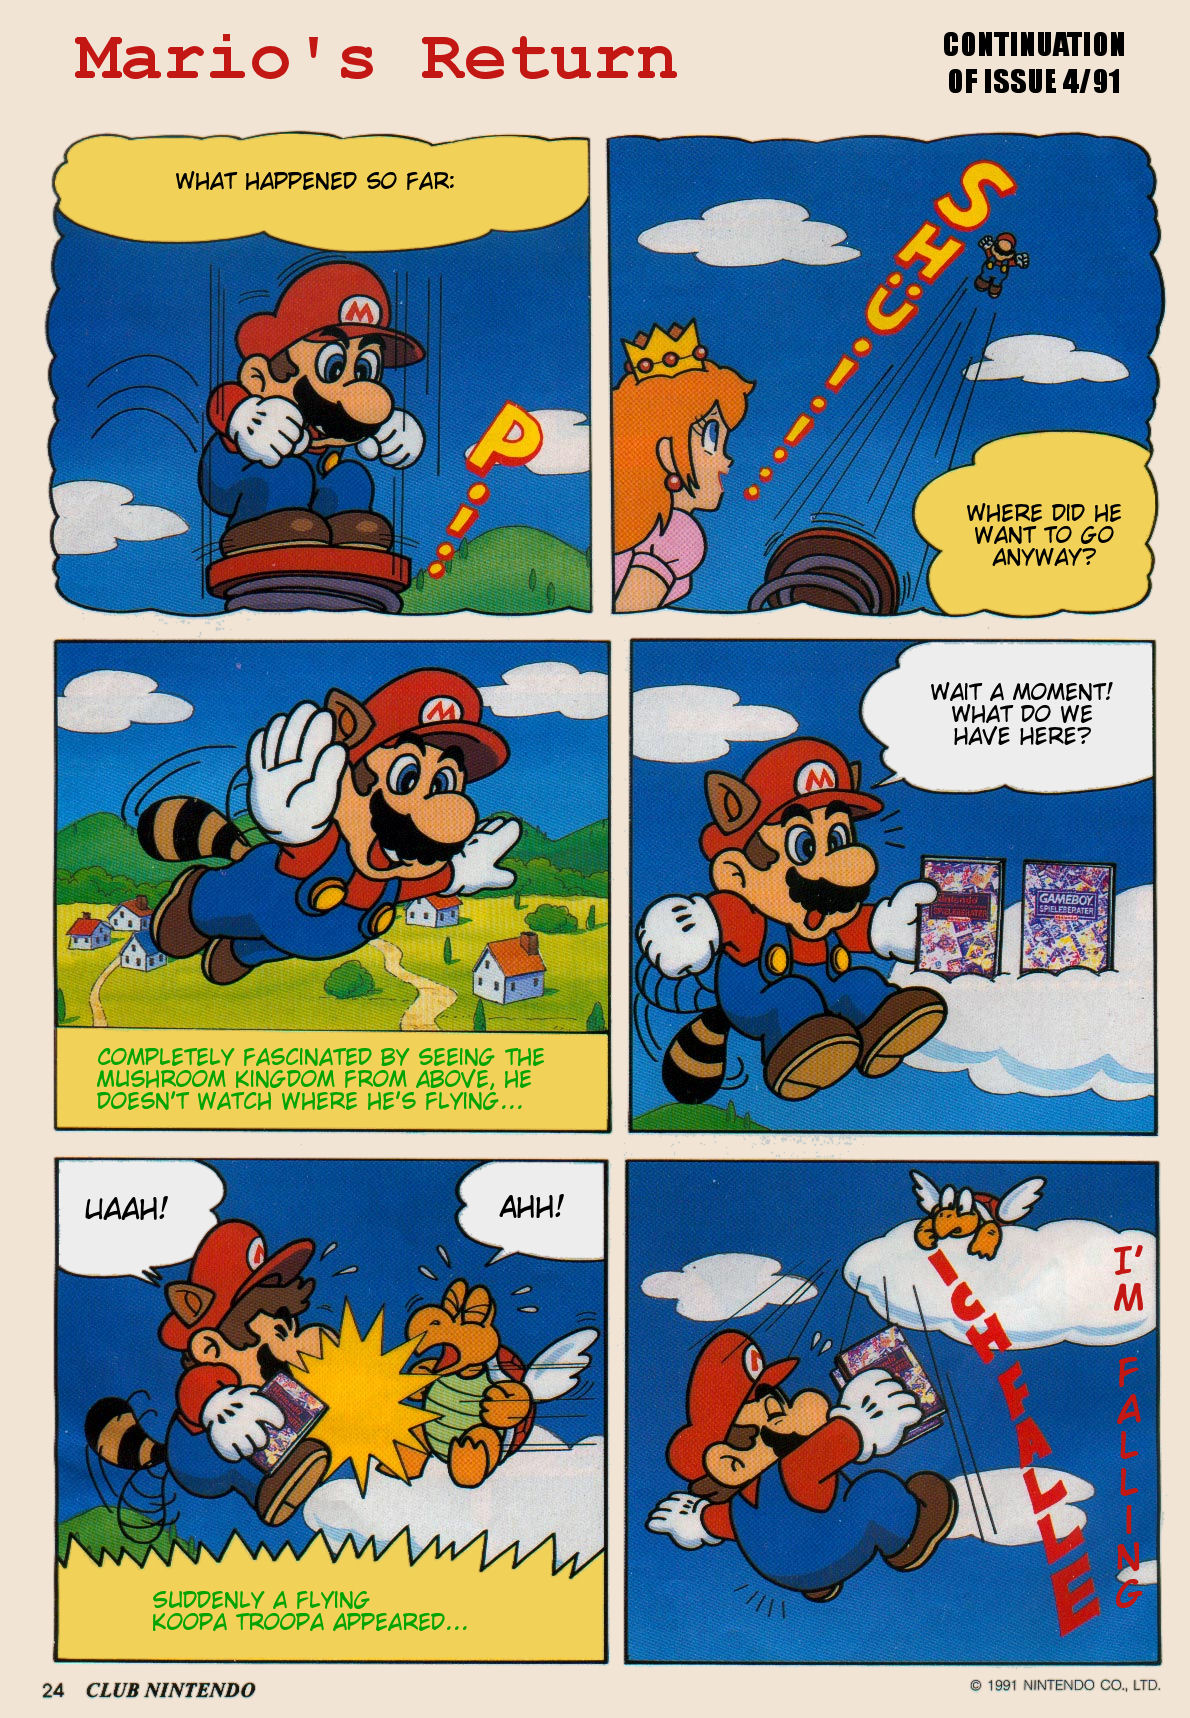 Mario's Return
CONTINUATION
OF ISSUE 4/91
WHAT HAPPENED SO FAR:
M
P...I...
SHÜ...I...I...I...
WHERE DID HE
WANT TO GO
ANYWAY?
M
COMPLETELY FASCINATED BY SEEING THE
MUSHROOM KINGDOM FROM ABOVE, HE
DOESN'T WATCH WHERE HE'S FLYING...
WAIT A MOMENT!
WHAT DO WE
HAVE HERE?
M
Nintendo
SPIELEBERATER
GAMEBOY
SPIELEBERATER
UAAH!
AHH!
M
SUDDENLY A FLYING
KOOPA TROOPA APPEARED...
ICH FALLE
I'M FALLING
24 CLUB NINTENDO
© 1991 NINTENDO CO., LTD.